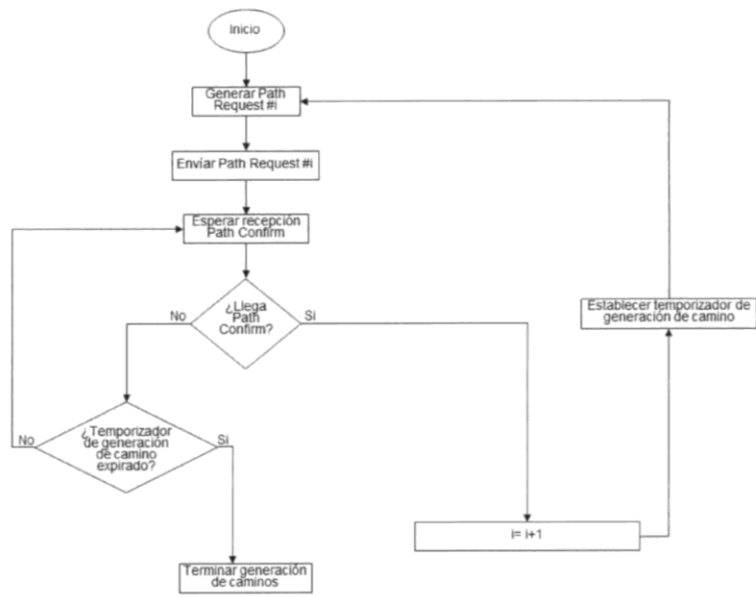 Inicio
Generar Path
Request #i
Envíar Path Request #i
Esperar recepción
Path Confirm
¿Llega
Path
Confirm?
No
Si
Establecer temporizador de
generación de camino
¿Temporizador
de generación
de camino
expirado?
No
Si
i= i+1
Terminar generación
de caminos